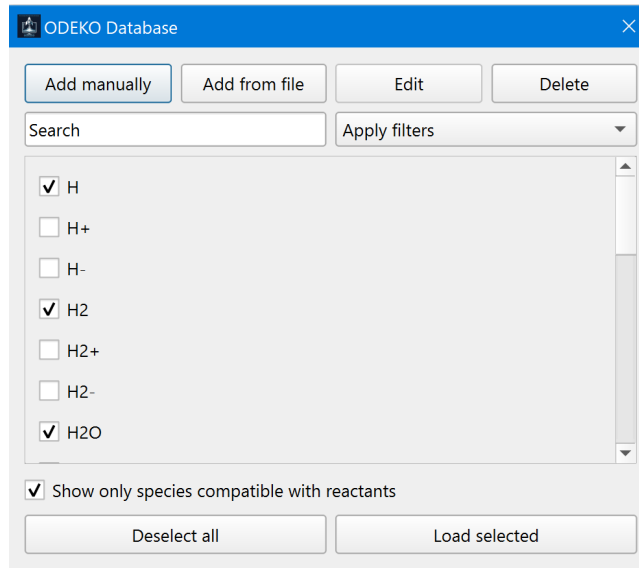 ODEKO Database
Add manually Add from file Edit Delete
Search Apply filters
H
H+
H-
H2
H2+
H2-
H2O
Show only species compatible with reactants
Deselect all Load selected